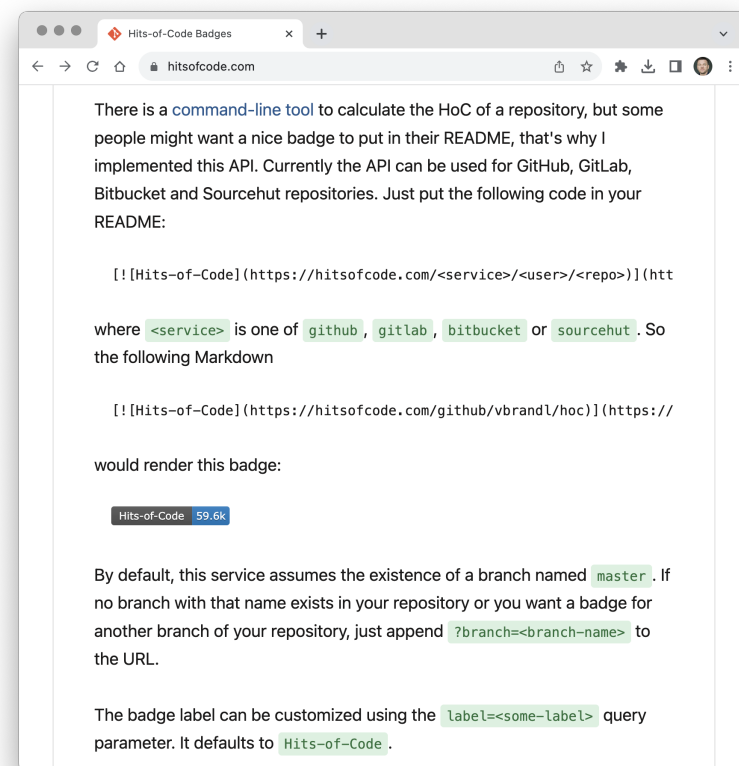 Hits-of-Code Badges
hitsofcode.com
There is a command-line tool to calculate the HoC of a repository, but some
people might want a nice badge to put in their README, that's why I
implemented this API. Currently the API can be used for GitHub, GitLab,
Bitbucket and Sourcehut repositories. Just put the following code in your
README:
[![Hits-of-Code](https://hitsofcode.com/<service>/<user>/<repo>)](htt
where <service> is one of github, gitlab, bitbucket or sourcehut. So
the following Markdown
[![Hits-of-Code](https://hitsofcode.com/github/vbrandl/hoc)](https://
would render this badge:
Hits-of-Code 59.6k
By default, this service assumes the existence of a branch named master. If
no branch with that name exists in your repository or you want a badge for
another branch of your repository, just append ?branch=<branch-name> to
the URL.
The badge label can be customized using the label=<some-label> query
parameter. It defaults to Hits-of-Code.